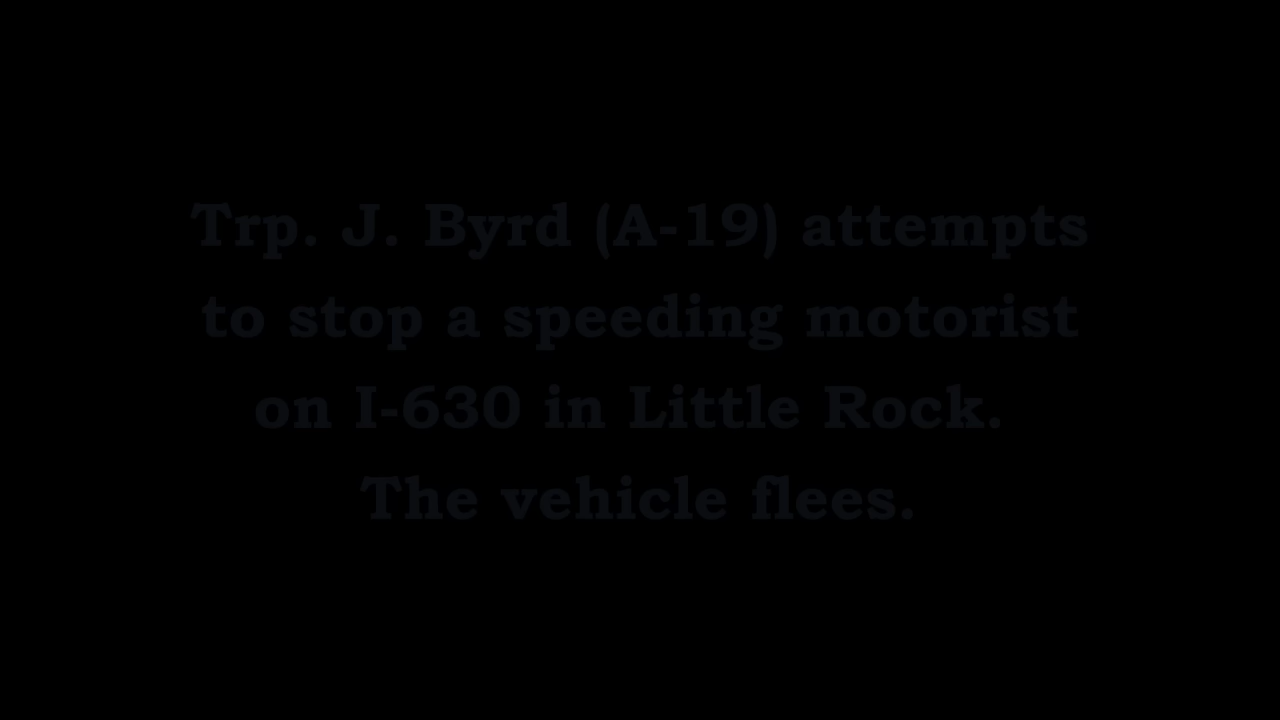 Trp. J. Byrd (A-19) attempts
to stop a speeding motorist
on I-630 in Little Rock.
The vehicle flees.